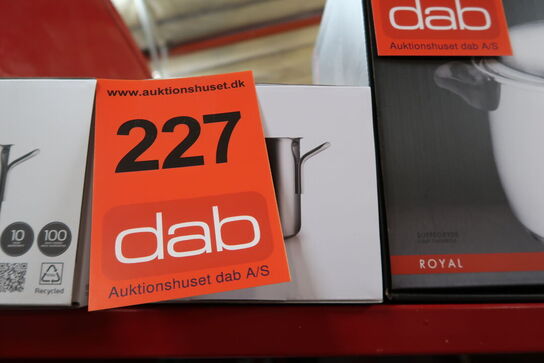 www.auktionshuset.dk
227
dab
Auktionshuset dab A/S
dab
Auktionshuset dab A/S
10
100
Recycled
ROYAL